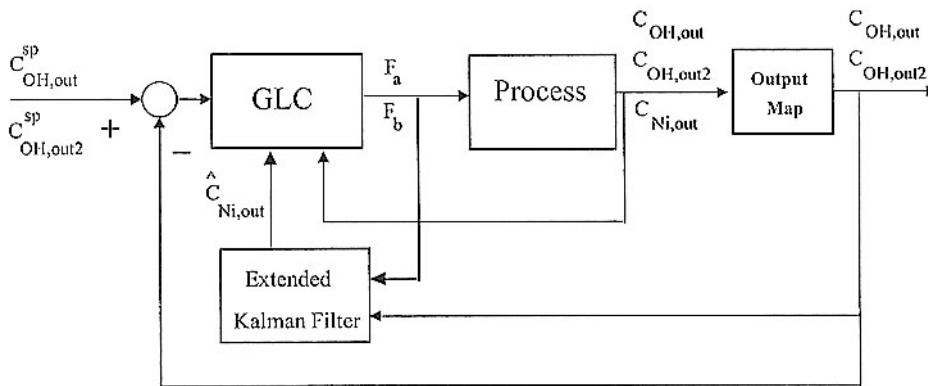 C^sp_OH,out
C^sp_OH,out2
+
−
GLC
F_a
F_b
Process
C_OH,out
C_OH,out2
C_Ni,out
Output
Map
C_OH,out
C_OH,out2
Ĉ_Ni,out
Extended
Kalman Filter